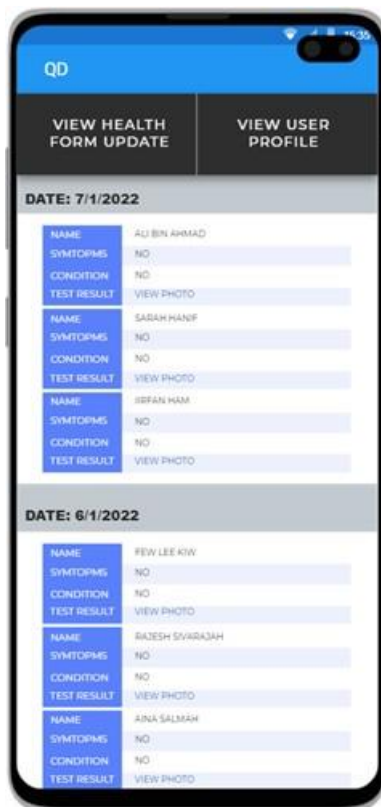 16:35
QD
VIEW HEALTH FORM UPDATE
VIEW USER PROFILE
DATE: 7/1/2022
NAME ALI BIN AHMAD
SYMTOPMS NO
CONDITION NO
TEST RESULT VIEW PHOTO
NAME SARAH HANIF
SYMTOPMS NO
CONDITION NO
TEST RESULT VIEW PHOTO
NAME HAM
SYMTOPMS NO
CONDITION NO
TEST RESULT VIEW PHOTO
DATE: 6/1/2022
NAME FEW LEE KIW
SYMTOPMS NO
CONDITION NO
TEST RESULT VIEW PHOTO
NAME RAJESH SIVARAJAH
SYMTOPMS NO
CONDITION NO
TEST RESULT VIEW PHOTO
NAME AINA SALMAH
SYMTOPMS NO
CONDITION NO
TEST RESULT VIEW PHOTO